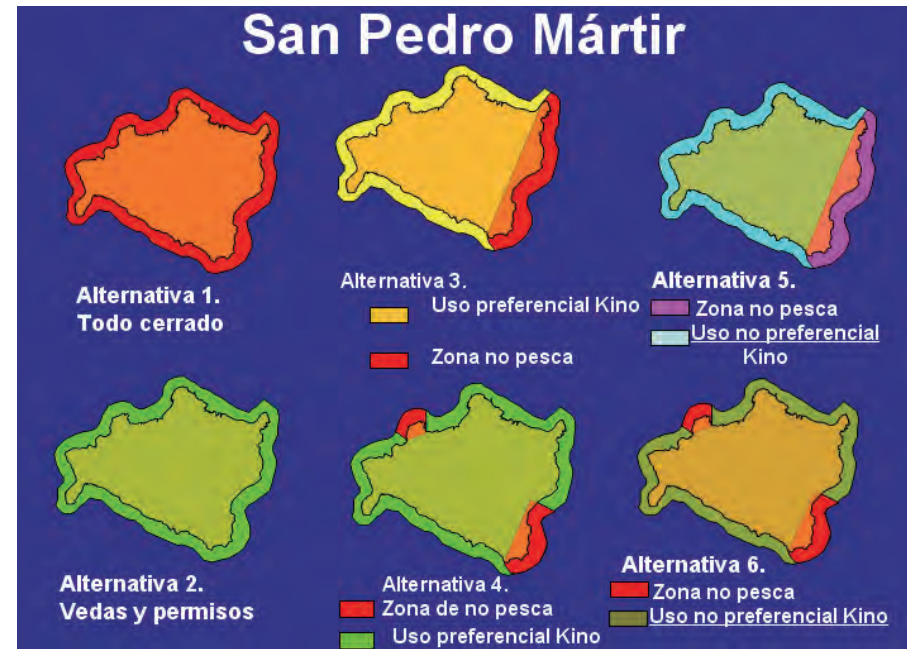 San Pedro Mártir
Alternativa 1.
Todo cerrado
Alternativa 3.
Uso preferencial Kino
Zona no pesca
Alternativa 5.
Zona no pesca
Uso no preferencial
Kino
Alternativa 2.
Vedas y permisos
Alternativa 4.
Zona de no pesca
Uso preferencial Kino
Alternativa 6.
Zona no pesca
Uso no preferencial Kino